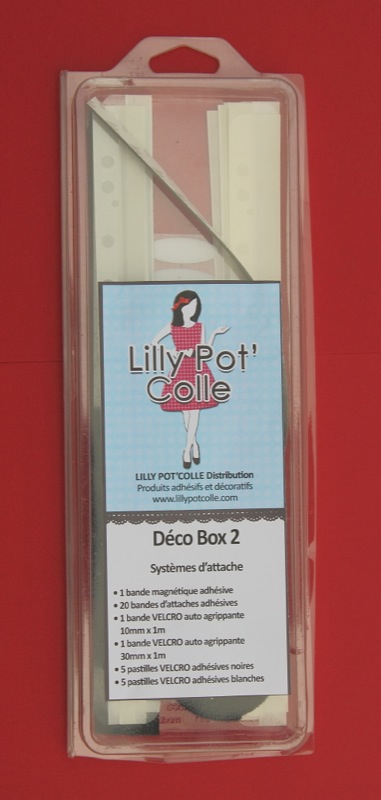 Lilly Pot'
Colle
LILLY POT'COLLE Distribution
Produits adhésifs et décoratifs
www.lillypotcolle.com
Déco Box 2
Systèmes d'attache
• 1 bande magnétique adhésive
• 20 bandes d'attaches adhésives
• 1 bande VELCRO auto agrippante
10mm x 1m
• 1 bande VELCRO auto agrippante
30mm x 1m
• 5 pastilles VELCRO adhésives noires
• 5 pastilles VELCRO adhésives blanches